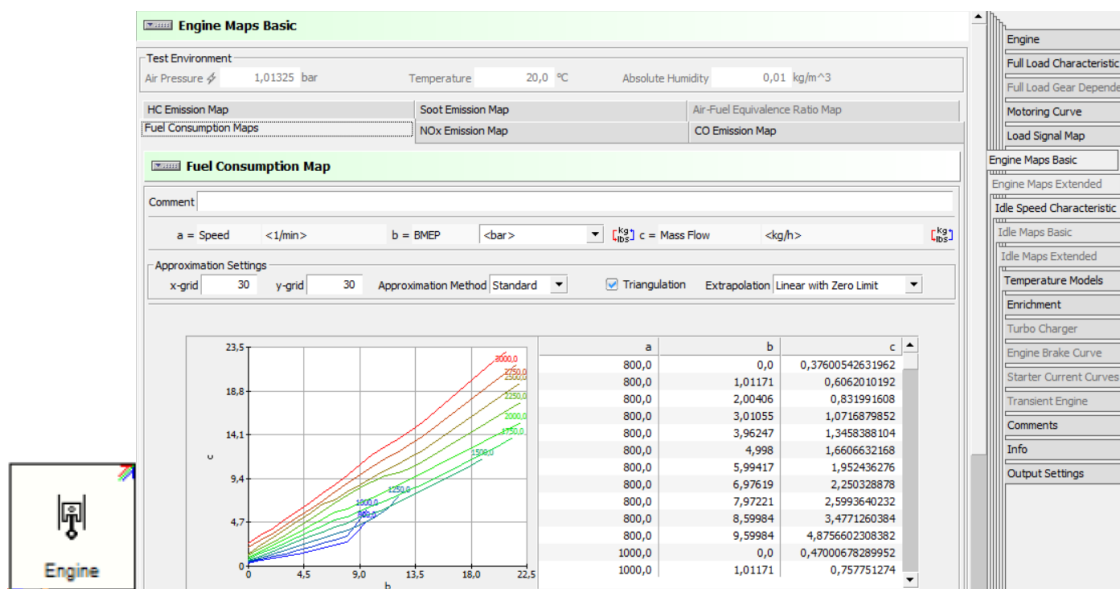 Engine Maps Basic
Test Environment
Air Pressure 1,01325 bar Temperature 20,0 °C Absolute Humidity 0,01 kg/m^3
HC Emission Map Soot Emission Map Air-Fuel Equivalence Ratio Map
Fuel Consumption Maps NOx Emission Map CO Emission Map
Fuel Consumption Map
Comment
a = Speed <1/min> b = BMEP <bar> kg lbs c = Mass Flow <kg/h> kg lbs
Approximation Settings
x-grid 30 y-grid 30 Approximation Method Standard Triangulation Extrapolation Linear with Zero Limit
23,5
18,8
14,1
9,4
4,7
0
c
0 4,5 9,0 13,5 18,0 22,5
b
3000,0
2750,0
2500,0
2250,0
2000,0
1750,0
1500,0
1250,0
1000,0
800,0
a b c
800,0 0,0 0,37600542631962
800,0 1,01171 0,6062010192
800,0 2,00406 0,831991608
800,0 3,01055 1,0716879852
800,0 3,96247 1,3458388104
800,0 4,998 1,6606632168
800,0 5,99417 1,952436276
800,0 6,97619 2,250328878
800,0 7,97221 2,5993640232
800,0 8,59984 3,4771260384
800,0 9,59984 4,8756602308382
1000,0 0,0 0,47000678289952
1000,0 1,01171 0,757751274
Engine
Full Load Characteristic
Full Load Gear Depende
Motoring Curve
Load Signal Map
Engine Maps Basic
Engine Maps Extended
Idle Speed Characteristic
Idle Maps Basic
Idle Maps Extended
Temperature Models
Enrichment
Turbo Charger
Engine Brake Curve
Starter Current Curves
Transient Engine
Comments
Info
Output Settings
Engine